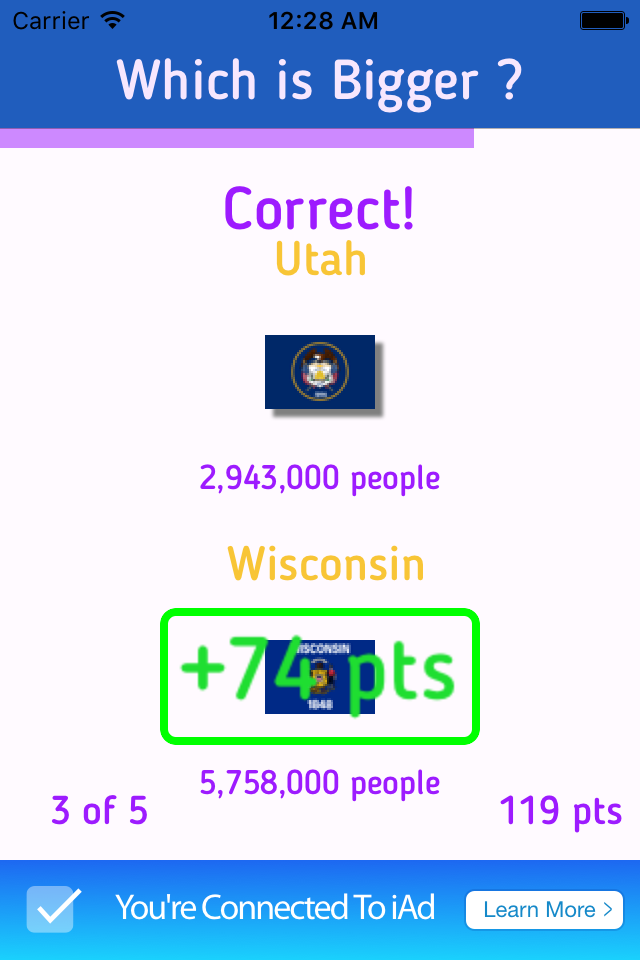 Carrier 12:28 AM
Which is Bigger ?
Correct!
Utah
2,943,000 people
Wisconsin
WISCONSIN
+74 pts
1848
5,758,000 people
3 of 5 119 pts
You're Connected To iAd Learn More >